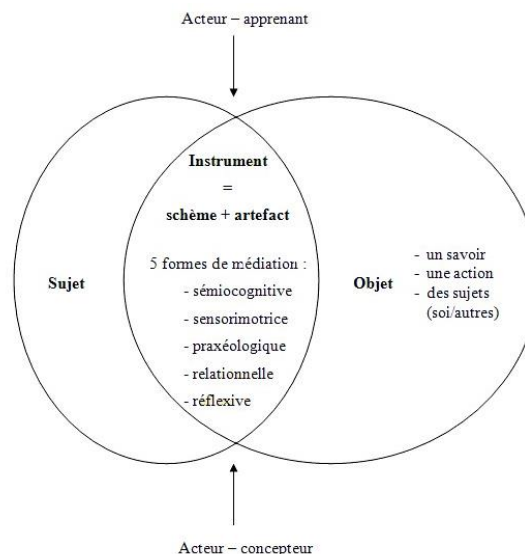 Acteur – apprenant
Instrument
=
schème + artefact
5 formes de médiation :
- sémiocognitive
- sensorimotrice
- praxéologique
- relationnelle
- réflexive
Sujet
Objet
- un savoir
- une action
- des sujets
(soi/autres)
Acteur – concepteur